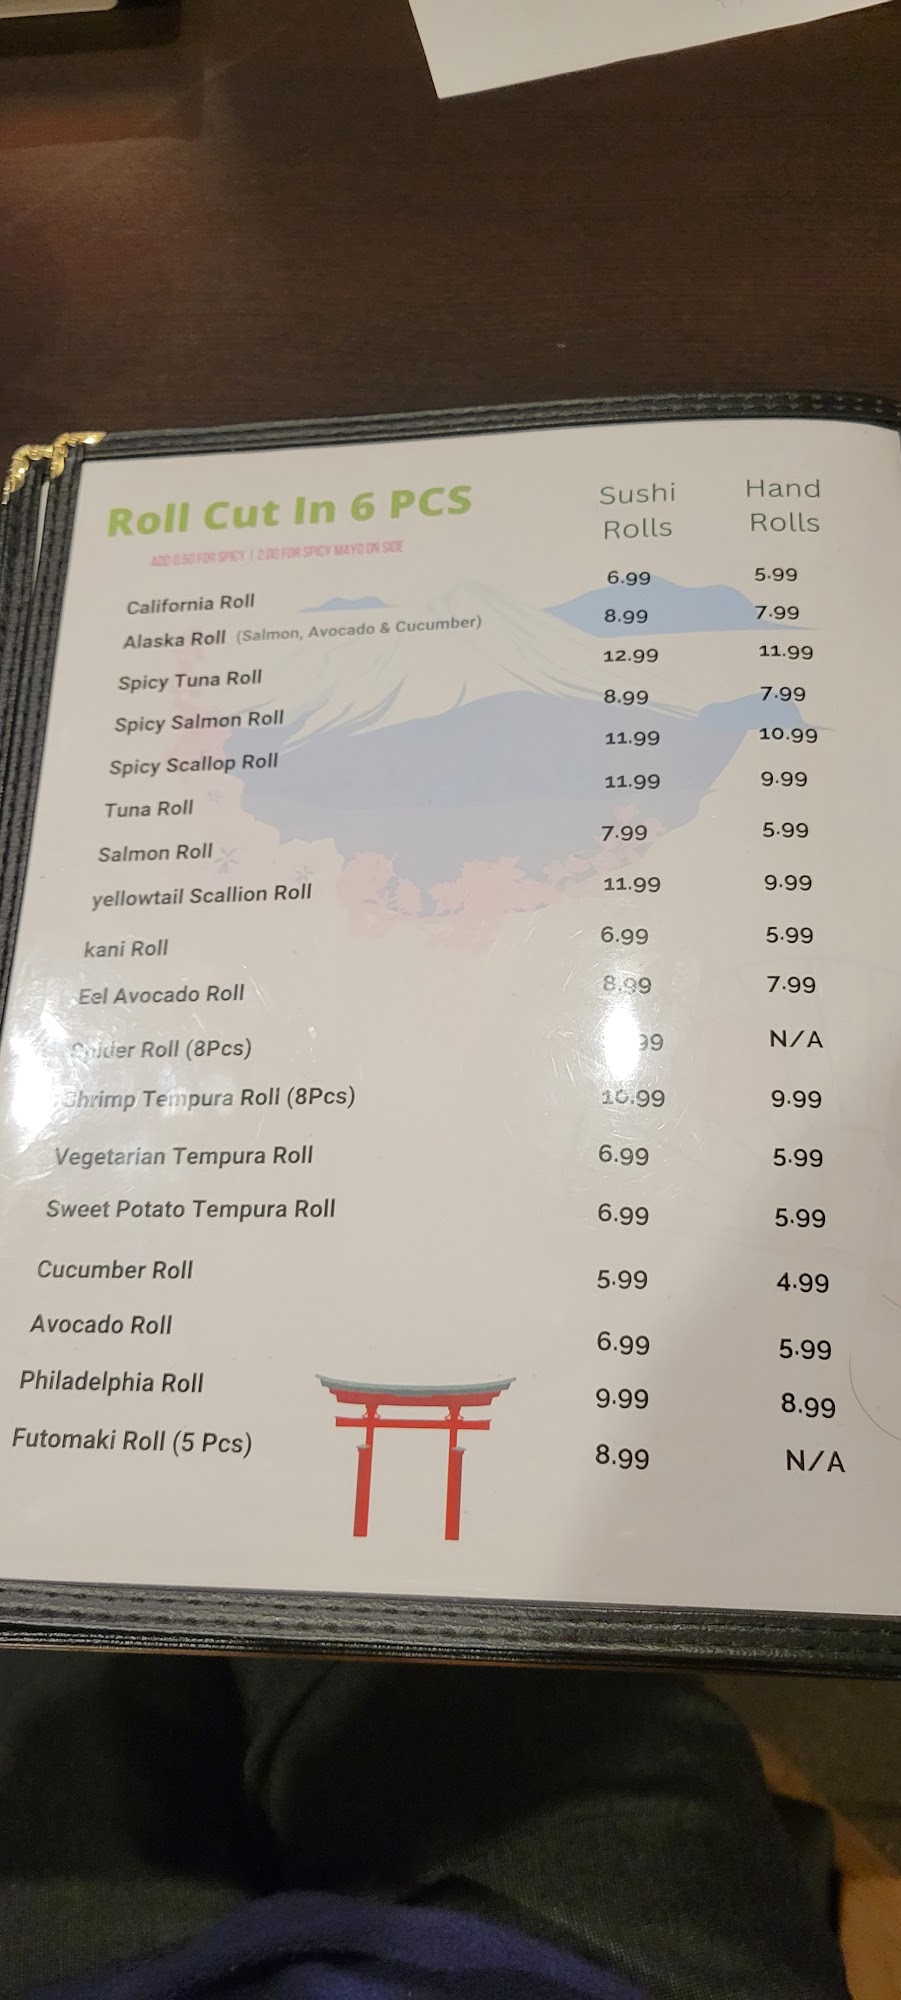 Roll Cut In 6 PCS Sushi Rolls Hand Rolls
ADD 0.50 FOR SPICY | 2.00 FOR SPICY MAYO ON SIDE
California Roll 6.99 5.99
Alaska Roll (Salmon, Avocado & Cucumber) 8.99 7.99
Spicy Tuna Roll 12.99 11.99
Spicy Salmon Roll 8.99 7.99
Spicy Scallop Roll 11.99 10.99
Tuna Roll 11.99 9.99
Salmon Roll 7.99 5.99
yellowtail Scallion Roll 11.99 9.99
kani Roll 6.99 5.99
Eel Avocado Roll 8.99 7.99
Spider Roll (8Pcs) N/A
Shrimp Tempura Roll (8Pcs) 10.99 9.99
Vegetarian Tempura Roll 6.99 5.99
Sweet Potato Tempura Roll 6.99 5.99
Cucumber Roll 5.99 4.99
Avocado Roll 6.99 5.99
Philadelphia Roll 9.99 8.99
Futomaki Roll (5 Pcs) 8.99 N/A